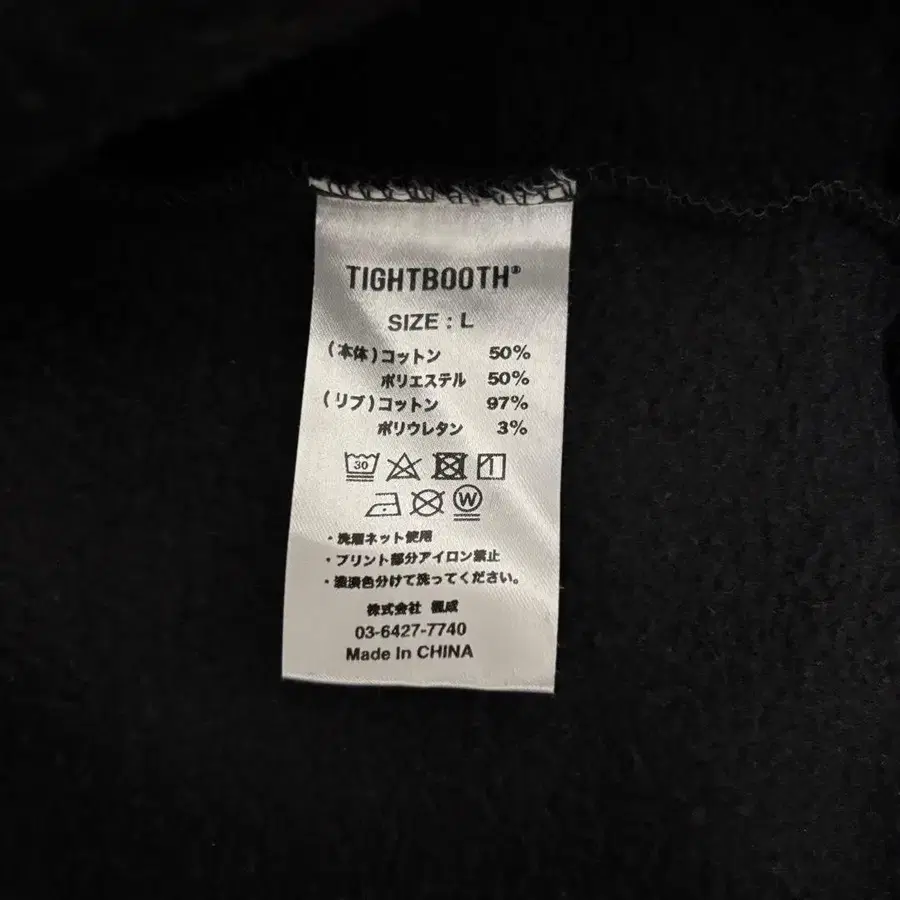 TIGHTBOOTH®
SIZE : L
(本体)コットン 50%
ポリエステル 50%
(リブ)コットン 97%
ポリウレタン 3%
30
W
・洗濯ネット使用
・プリント部分アイロン禁止
・濃淡色分けて洗ってください。
株式会社
03-6427-7740
Made In CHINA